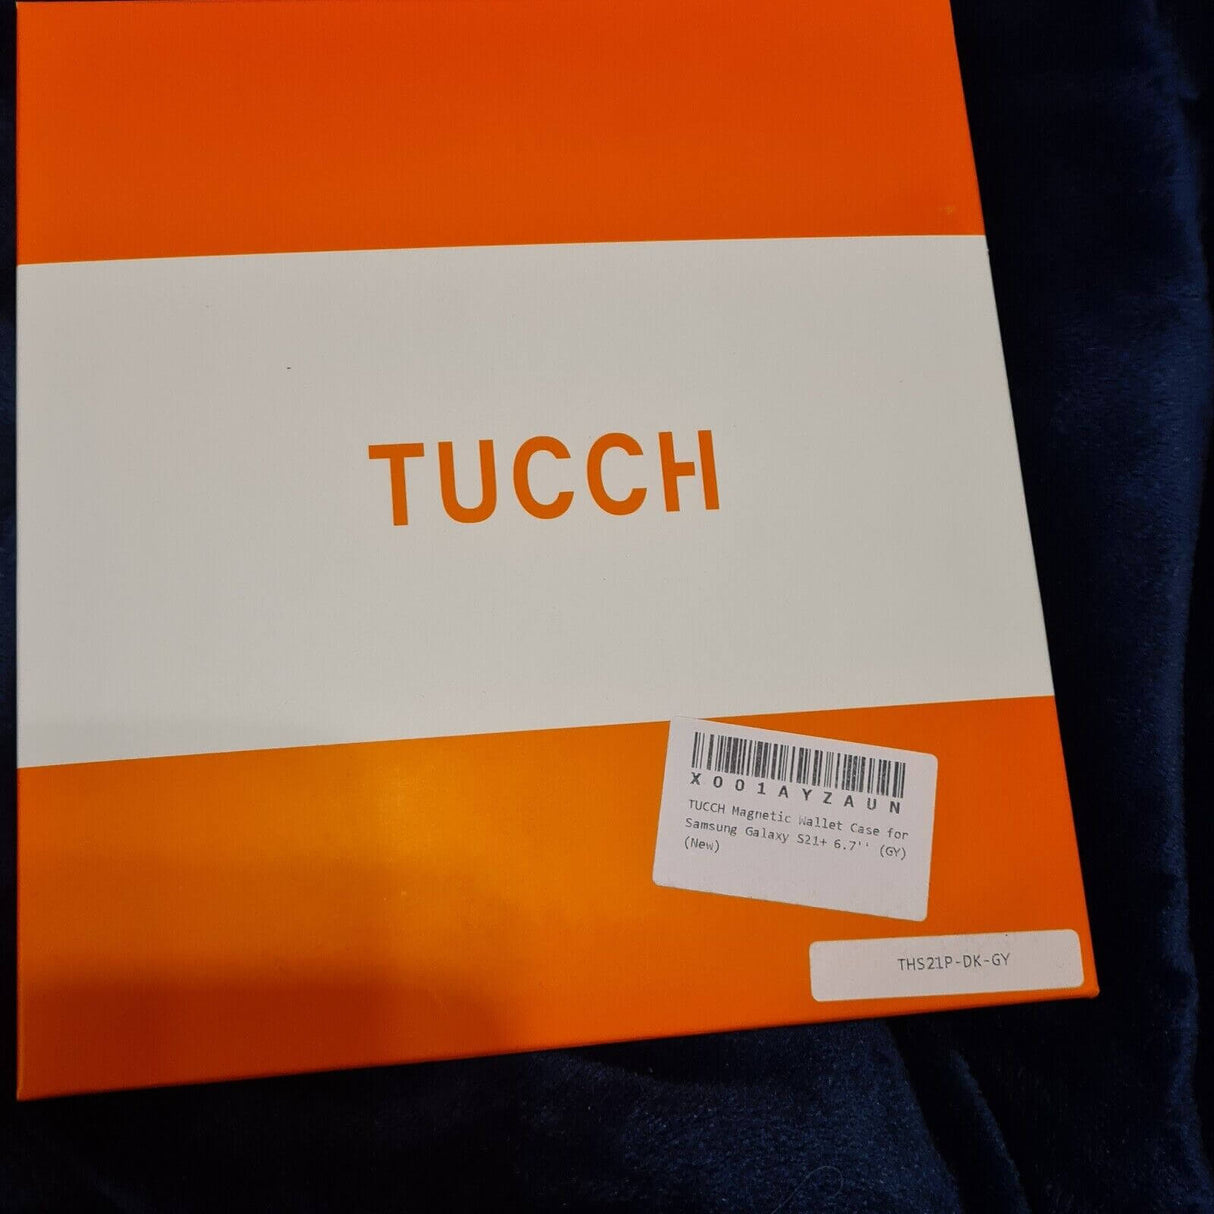 TUCCH
X001AYZAUN
TUCCH Magnetic Wallet Case for
Samsung Galaxy S21+ 6.7'' (GY)
(New)
THS21P-DK-GY